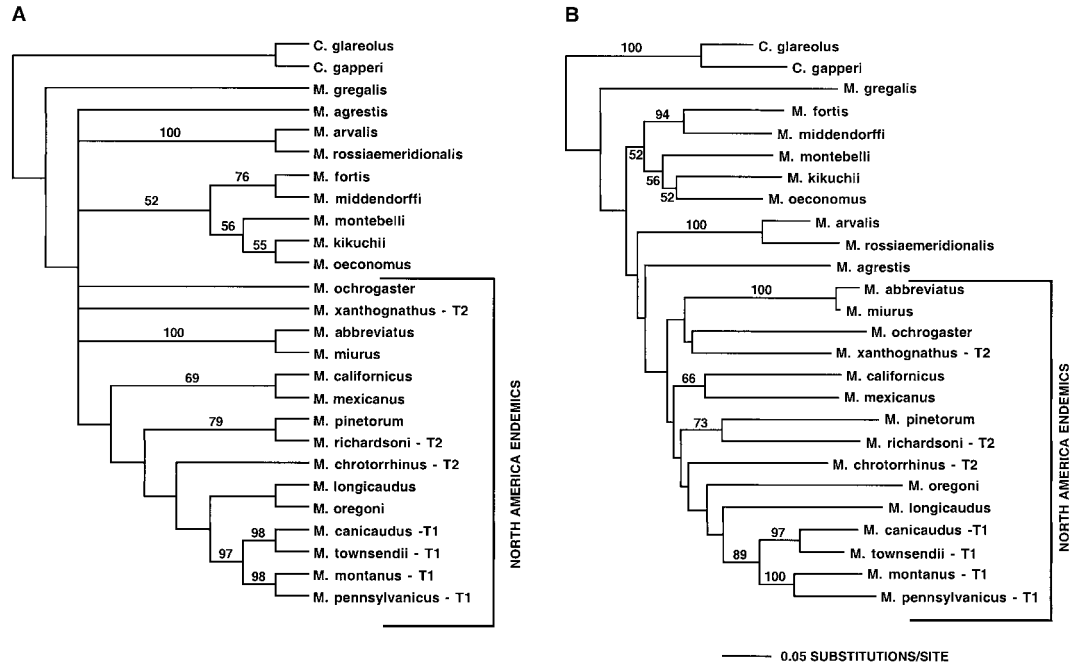 A
C. glareolus
C. gapperi
M. gregalis
M. agrestis
100
M. arvalis
M. rossiaemeridionalis
76
M. fortis
M. middendorffi
52
56
M. montebelli
55
M. kikuchii
M. oeconomus
M. ochrogaster
M. xanthognathus - T2
100
M. abbreviatus
M. miurus
69
M. californicus
M. mexicanus
79
M. pinetorum
M. richardsoni - T2
M. chrotorrhinus - T2
M. longicaudus
M. oregoni
97
98
M. canicaudus -T1
M. townsendii - T1
98
M. montanus - T1
M. pennsylvanicus - T1
NORTH AMERICA ENDEMICS
B
100
C. glareolus
C. gapperi
M. gregalis
94
M. fortis
M. middendorffi
52
56
M. montebelli
52
M. kikuchii
M. oeconomus
100
M. arvalis
M. rossiaemeridionalis
M. agrestis
100
M. abbreviatus
M. miurus
M. ochrogaster
M. xanthognathus - T2
66
M. californicus
M. mexicanus
73
M. pinetorum
M. richardsoni - T2
M. chrotorrhinus - T2
M. oregoni
M. longicaudus
89
97
M. canicaudus -T1
M. townsendii - T1
100
M. montanus - T1
M. pennsylvanicus - T1
NORTH AMERICA ENDEMICS
0.05 SUBSTITUTIONS/SITE